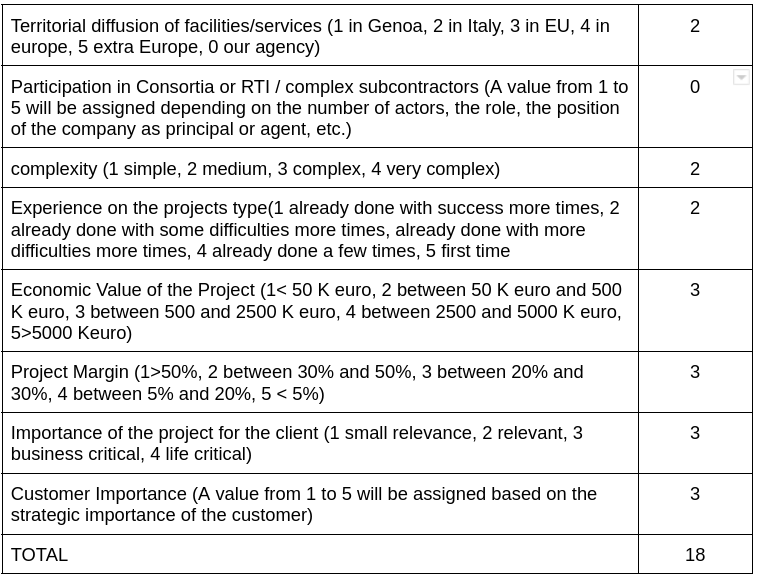 Territorial diffusion of facilities/services (1 in Genoa, 2 in Italy, 3 in EU, 4 in
europe, 5 extra Europe, 0 our agency)
2
Participation in Consortia or RTI / complex subcontractors (A value from 1 to
5 will be assigned depending on the number of actors, the role, the position
of the company as principal or agent, etc.)
0
complexity (1 simple, 2 medium, 3 complex, 4 very complex)
2
Experience on the projects type(1 already done with success more times, 2
already done with some difficulties more times, already done with more
difficulties more times, 4 already done a few times, 5 first time
2
Economic Value of the Project (1< 50 K euro, 2 between 50 K euro and 500
K euro, 3 between 500 and 2500 K euro, 4 between 2500 and 5000 K euro,
5>5000 Keuro)
3
Project Margin (1>50%, 2 between 30% and 50%, 3 between 20% and
30%, 4 between 5% and 20%, 5 < 5%)
3
Importance of the project for the client (1 small relevance, 2 relevant, 3
business critical, 4 life critical)
3
Customer Importance (A value from 1 to 5 will be assigned based on the
strategic importance of the customer)
3
TOTAL
18